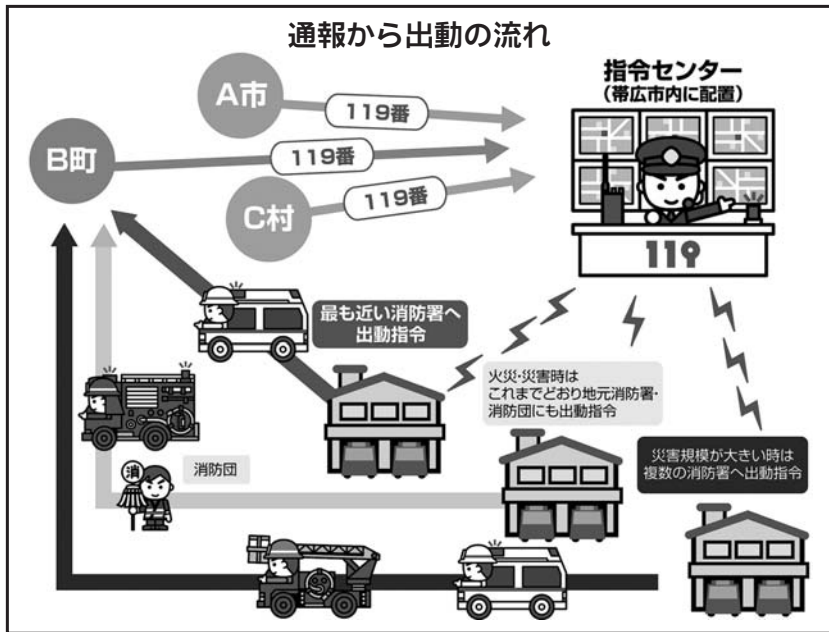 通報から出動の流れ
A市
119番
指令センター
(帯広市内に配置)
B町
119番
C村
119番
119
最も近い消防署へ
出動指令
火災・災害時は
これまでどおり地元消防署・
消防団にも出動指令
災害規模が大きい時は
複数の消防署へ出動指令
消
消防団